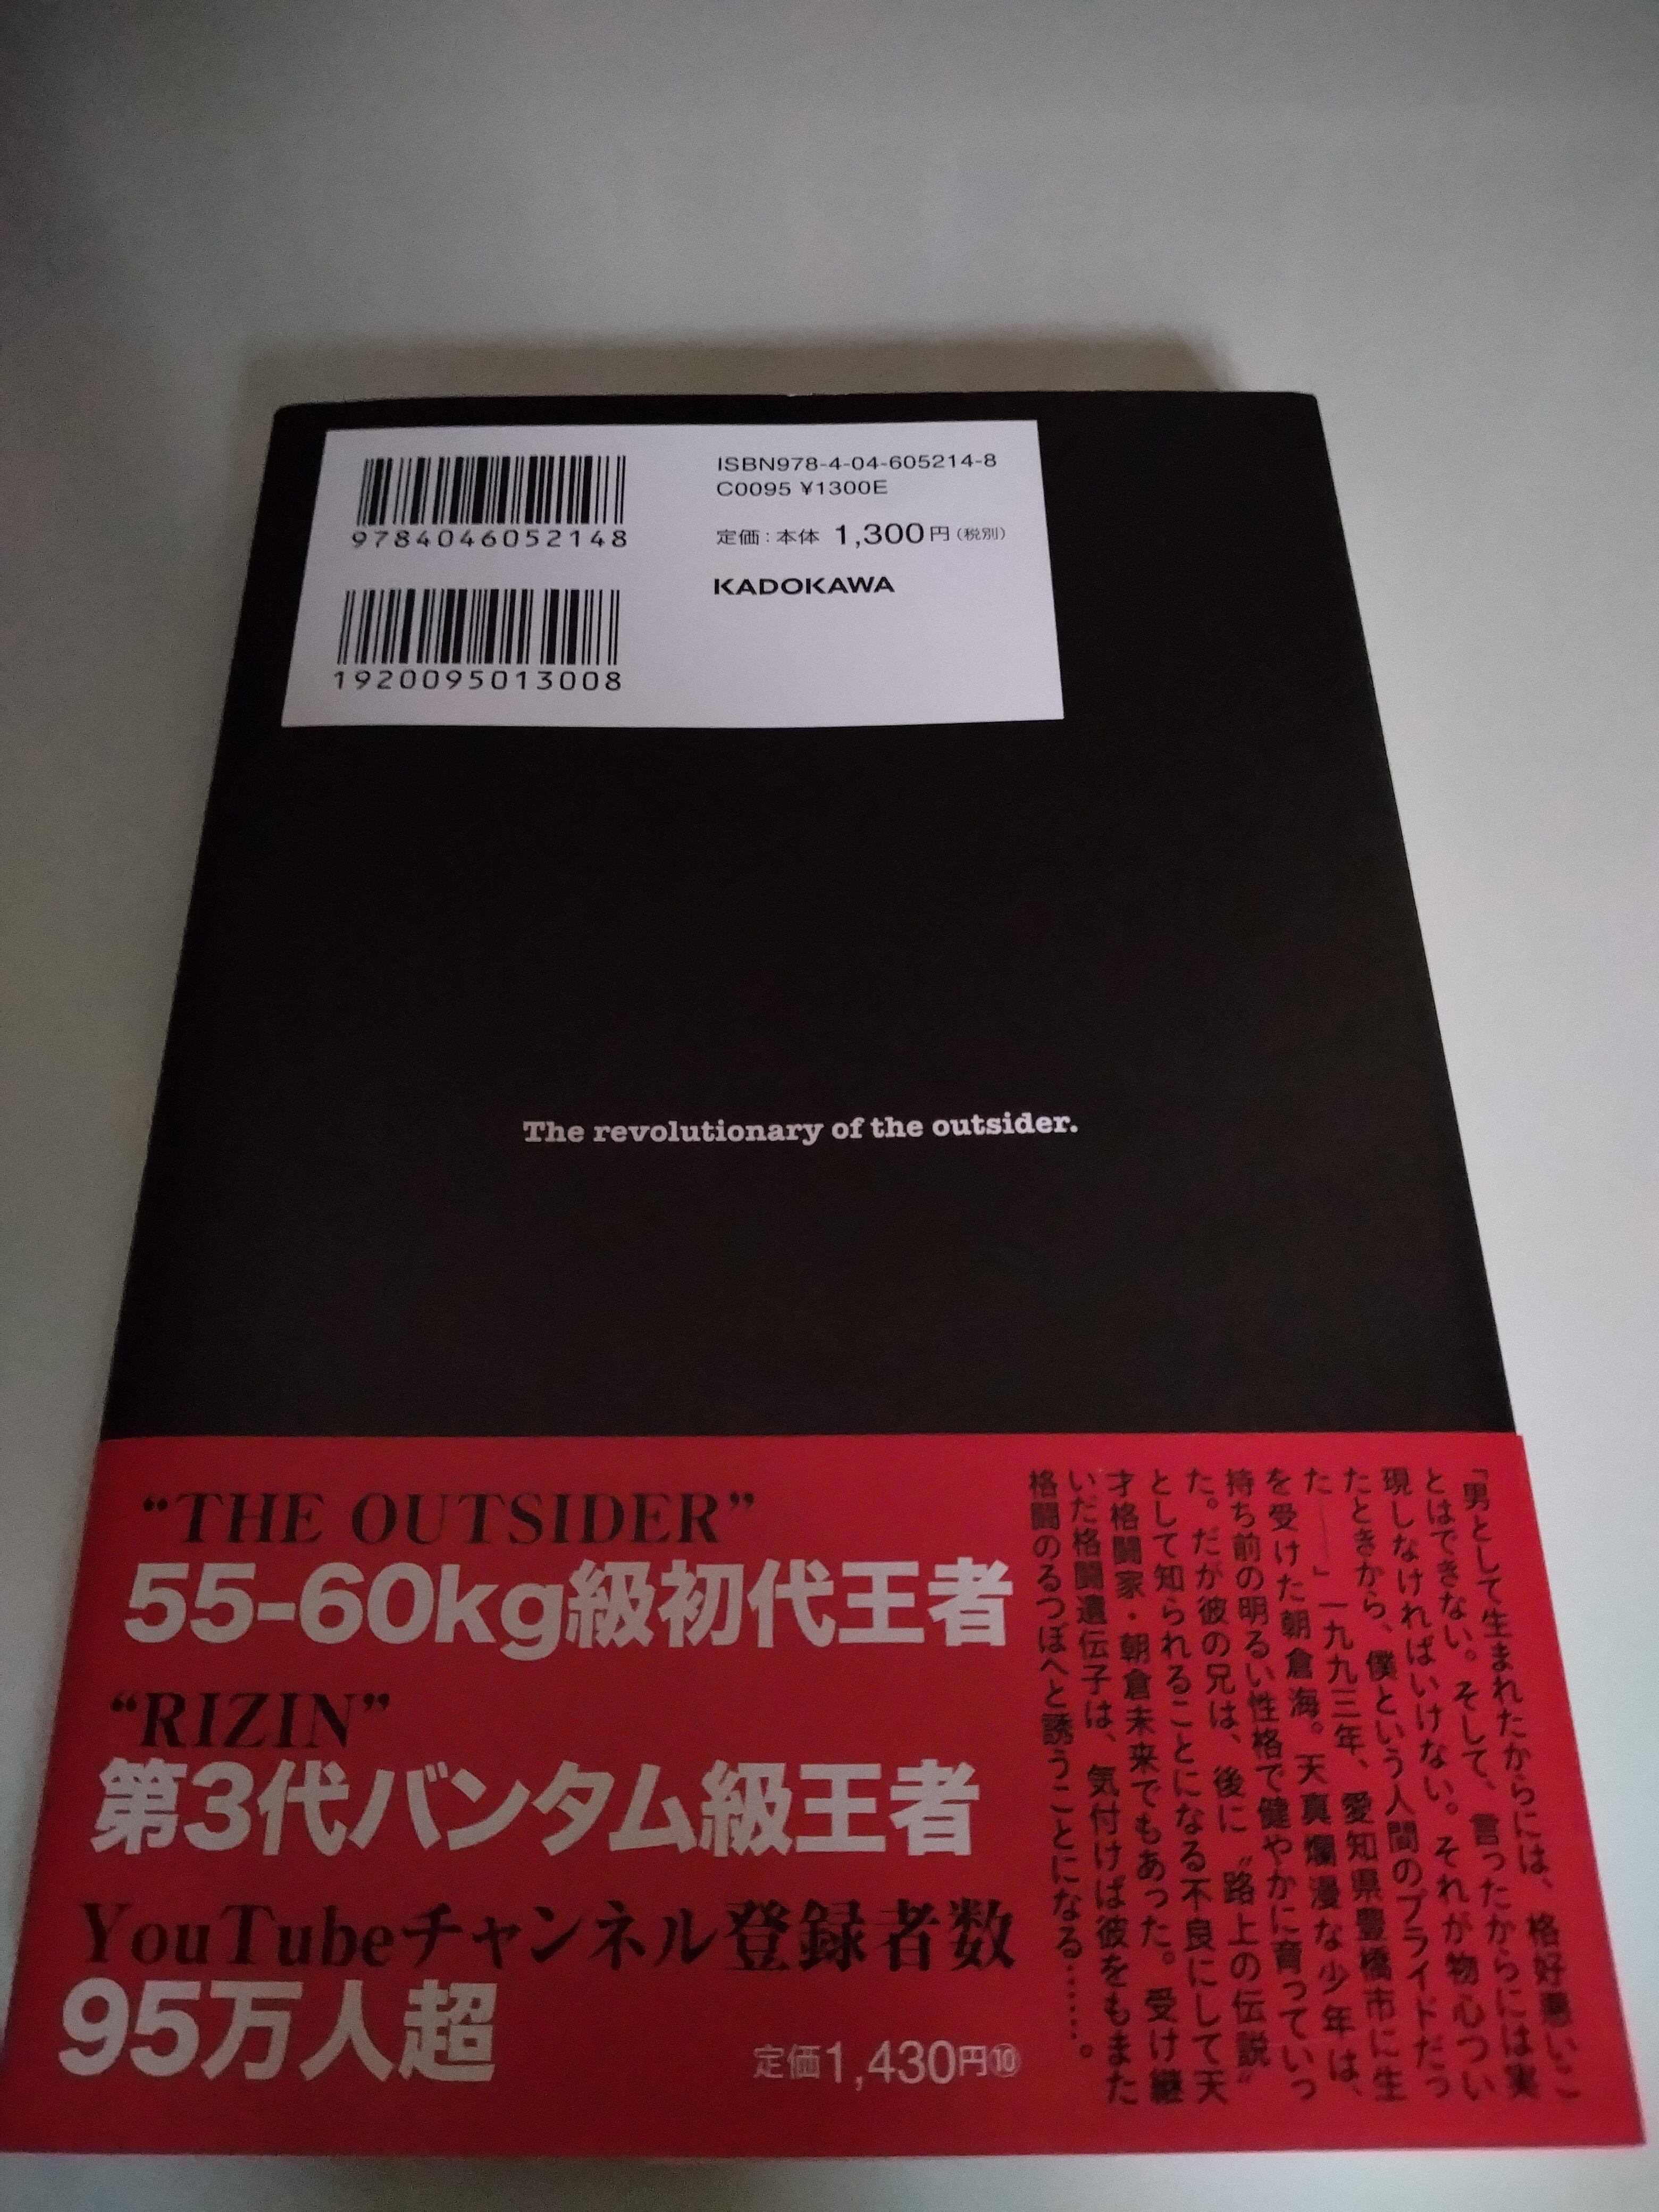 9784046052148
1920095013008
ISBN978-4-04-605214-8
C0095 ¥1300E
定価:本体 1,300円(税別)
KADOKAWA
The revolutionary of the outsider.
“THE OUTSIDER”
55-60kg級初代王者
“RIZIN”
第3代バンタム級王者
YouTubeチャンネル登録者数
95万人超
定価1,430円⑩
「男として生まれたからには、格好悪いこ
とはできない。そして、言ったからには実
現しなければいけない。それが物心つい
たときから、僕という人間のプライドだっ
た――」一九九三年、愛知県豊橋市に生
を受けた朝倉海。天真爛漫な少年は、
持ち前の明るい性格で健やかに育っていっ
た。だが彼の兄は、後に〝路上の伝説〟
として知られることになる不良にして天
才格闘家・朝倉未来でもあった。受け継
いだ格闘遺伝子は、気付けば彼をもまた
格闘のるつぼへと誘うことになる……。